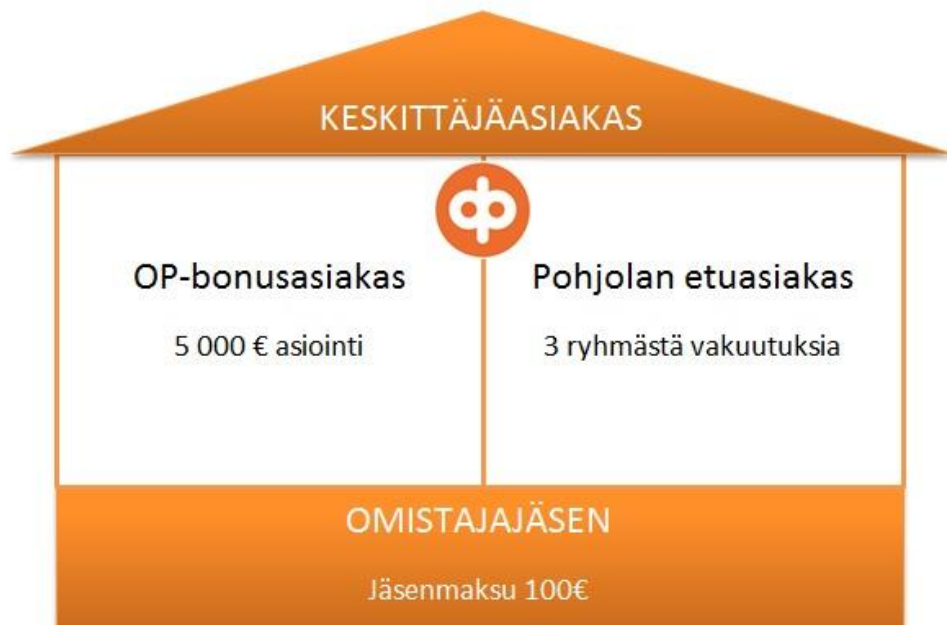 KESKITTÄJÄASIAKAS
OP-bonusasiakas
5 000 € asiointi
Pohjolan etuasiakas
3 ryhmästä vakuutuksia
OMISTAJAJÄSEN
Jäsenmaksu 100€